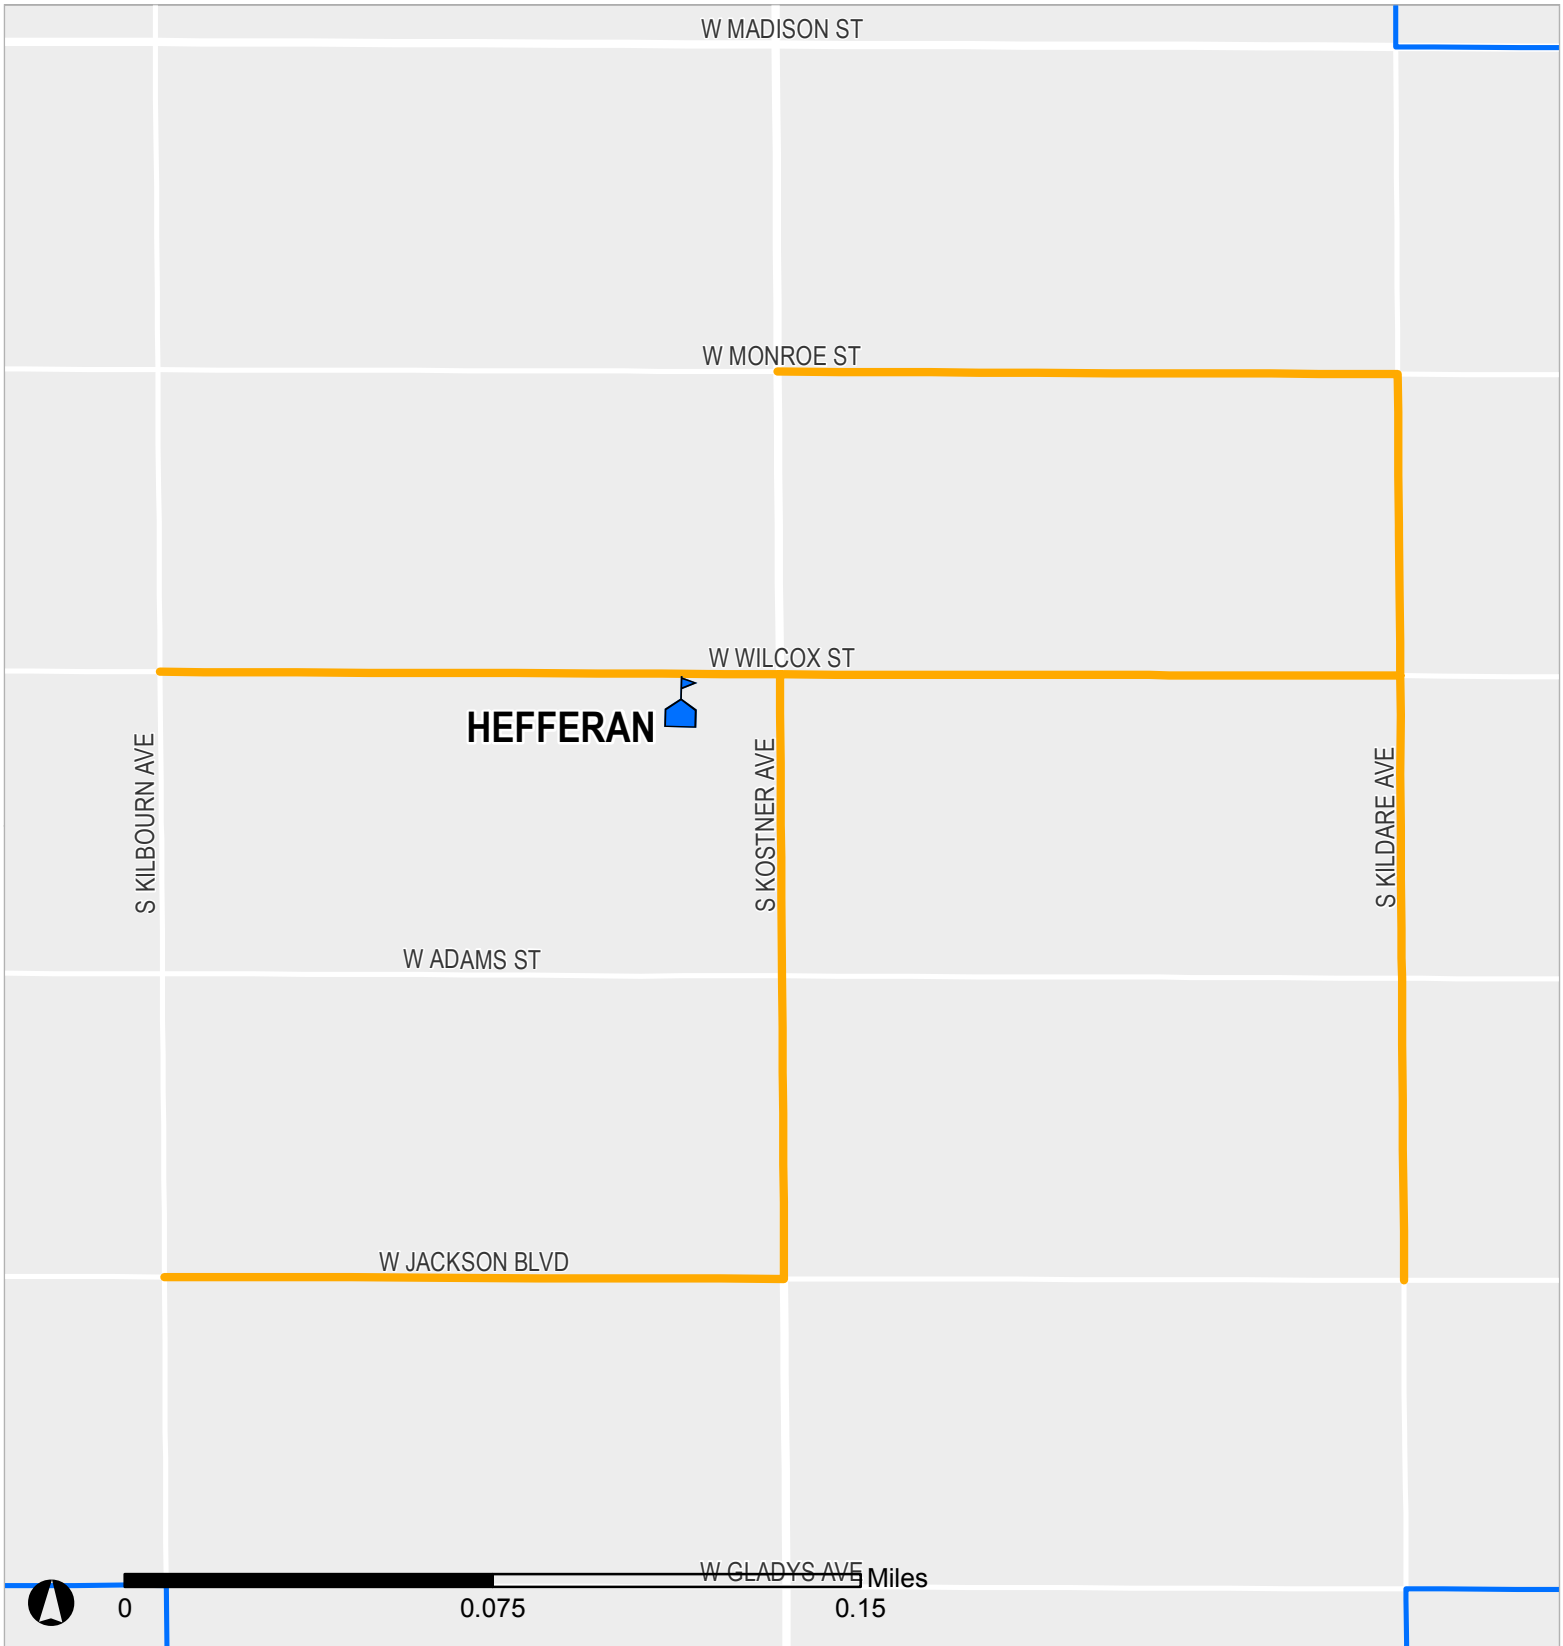 W MADISON ST
W MONROE ST
W WILCOX ST
HEFFERAN
S KILBOURN AVE
S KOSTNER AVE
S KILDARE AVE
W ADAMS ST
W JACKSON BLVD
W GLADYS AVE
Miles
0
0.075
0.15